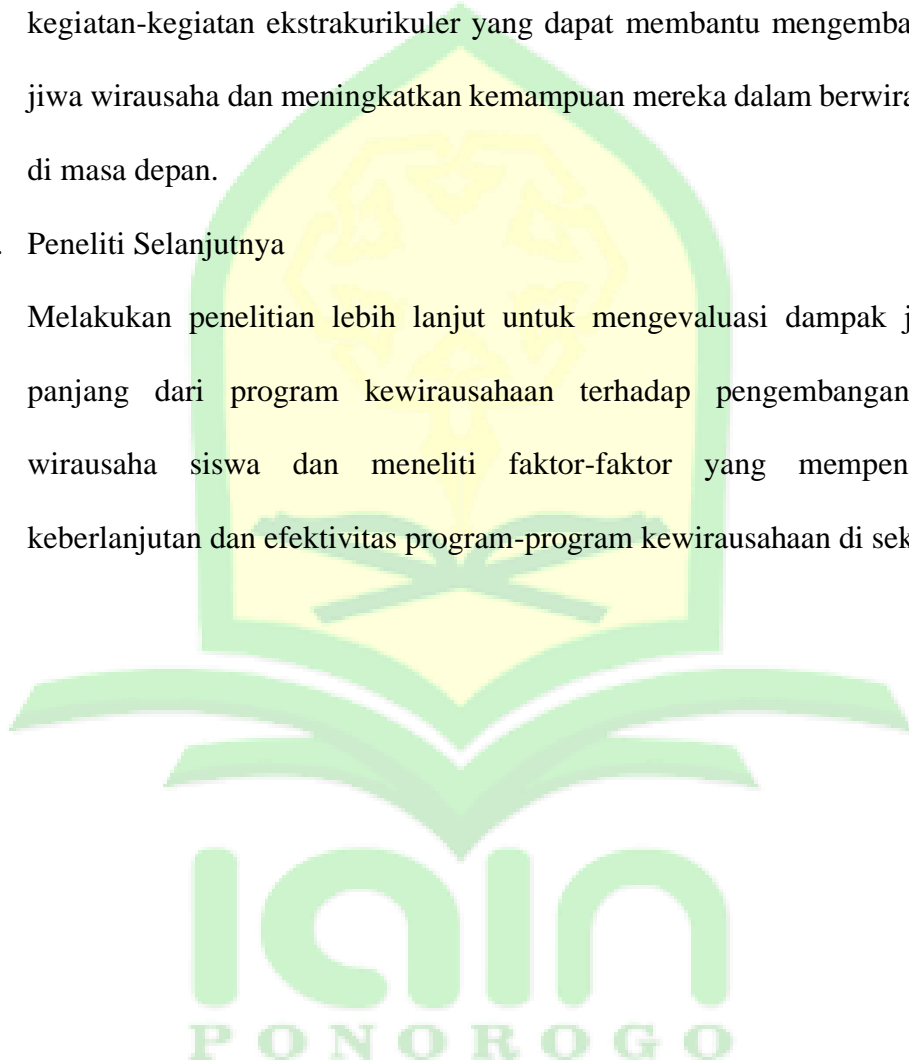 kegiatan-kegiatan ekstrakurikuler yang dapat membantu mengemba
jiwa wirausaha dan meningkatkan kemampuan mereka dalam berwira
di masa depan.
. Peneliti Selanjutnya
Melakukan penelitian lebih lanjut untuk mengevaluasi dampak j
panjang dari program kewirausahaan terhadap pengembangan
wirausaha siswa dan meneliti faktor-faktor yang mempen
keberlanjutan dan efektivitas program-program kewirausahaan di sek
iain
PONOROGO